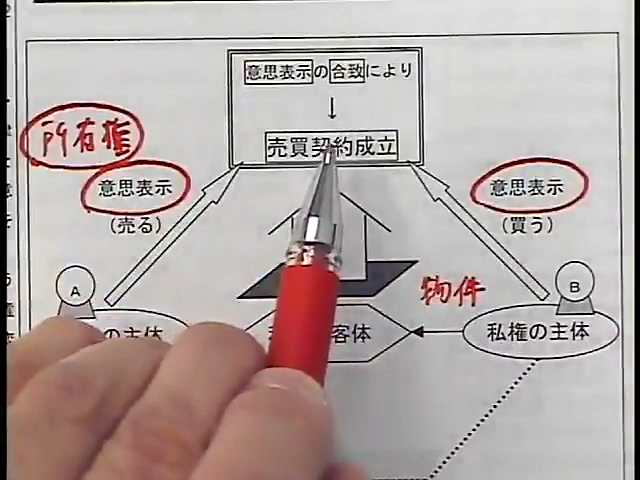 意思表示の合致により
↓
売買契約成立
所有権
意思表示
(売る)
意思表示
(買う)
A
B
物件
の主体
客体
私権の主体